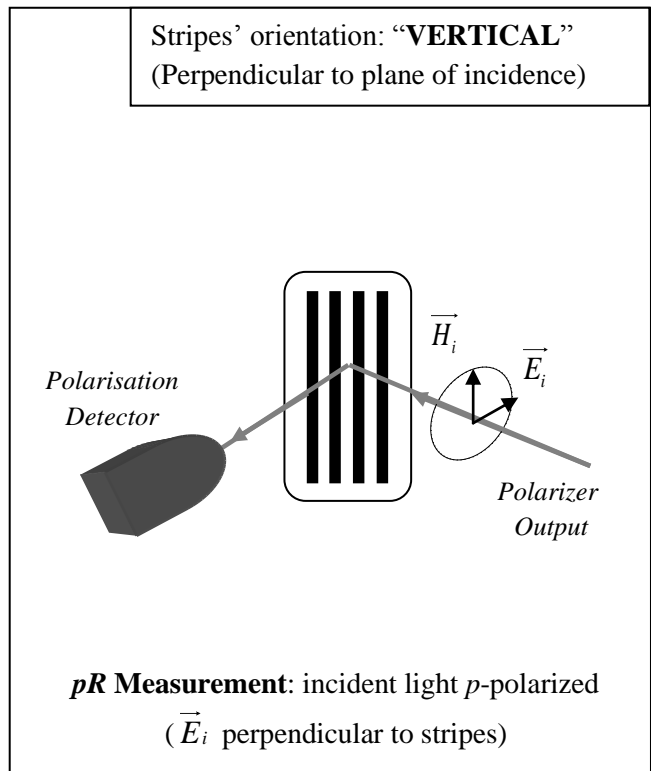 Stripes’ orientation: “VERTICAL”
(Perpendicular to plane of incidence)
H_i
E_i
Polarisation
Detector
Polarizer
Output
pR Measurement: incident light p-polarized
( E_i perpendicular to stripes)